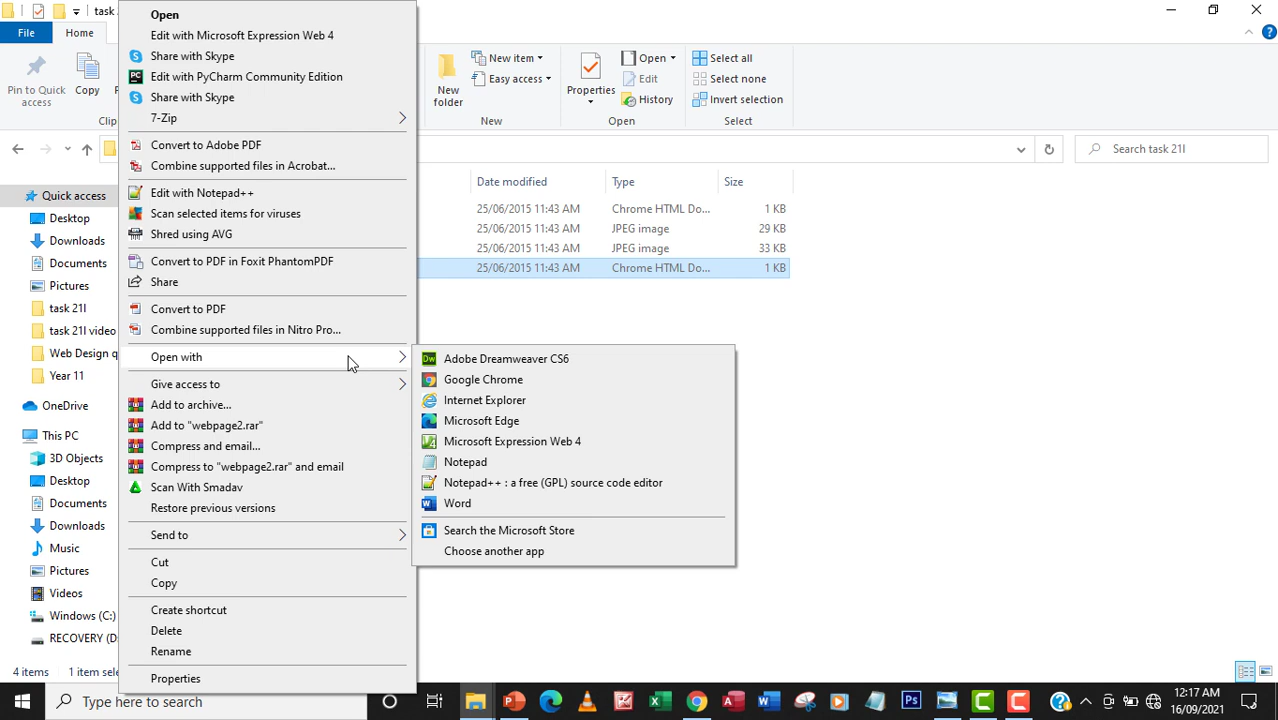 task
File
Home
Pin to Quick
access
Copy
Clip
New
folder
New item
Easy access
New
Properties
Open
Edit
History
Open
Select all
Select none
Invert selection
Select
Search task 21l
Quick access
Desktop
Downloads
Documents
Pictures
task 21l
task 21l video
Web Design q
Year 11
OneDrive
This PC
3D Objects
Desktop
Documents
Downloads
Music
Pictures
Videos
Windows (C:)
RECOVERY (D:
4 items
1 item sele
Date modified Type Size
25/06/2015 11:43 AM Chrome HTML Do... 1 KB
25/06/2015 11:43 AM JPEG image 29 KB
25/06/2015 11:43 AM JPEG image 33 KB
25/06/2015 11:43 AM Chrome HTML Do... 1 KB
Open
Edit with Microsoft Expression Web 4
Share with Skype
Edit with PyCharm Community Edition
Share with Skype
7-Zip
Convert to Adobe PDF
Combine supported files in Acrobat...
Edit with Notepad++
Scan selected items for viruses
Shred using AVG
Convert to PDF in Foxit PhantomPDF
Share
Convert to PDF
Combine supported files in Nitro Pro...
Open with
Give access to
Add to archive...
Add to "webpage2.rar"
Compress and email...
Compress to "webpage2.rar" and email
Scan With Smadav
Restore previous versions
Send to
Cut
Copy
Create shortcut
Delete
Rename
Properties
Adobe Dreamweaver CS6
Google Chrome
Internet Explorer
Microsoft Edge
Microsoft Expression Web 4
Notepad
Notepad++ : a free (GPL) source code editor
Word
Search the Microsoft Store
Choose another app
Type here to search
12:17 AM
16/09/2021